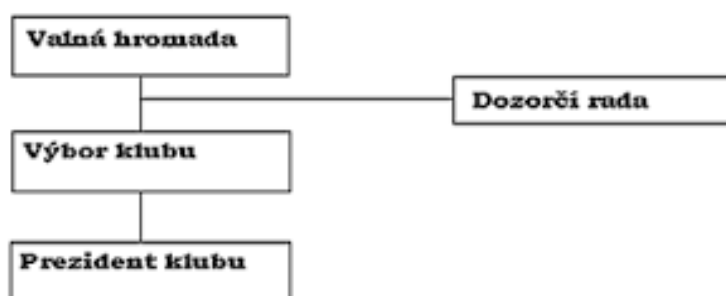 Valná hromada
Dozorčí rada
Výbor klubu
Prezident klubu